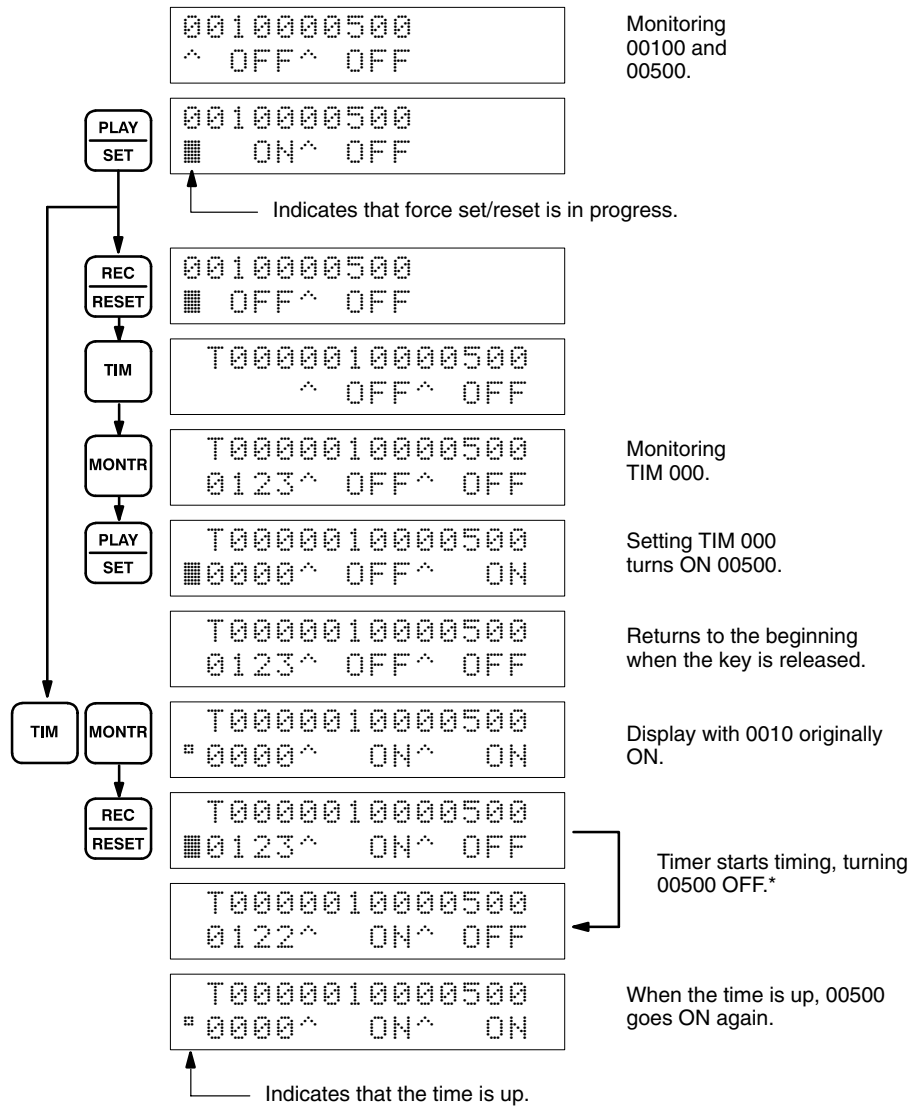 0010000500
^ OFF^ OFF
Monitoring
00100 and
00500.
PLAY
SET
0010000500
ON^ OFF
Indicates that force set/reset is in progress.
REC
RESET
0010000500
OFF^ OFF
TIM
T0000010000500
^ OFF^ OFF
MONTR
T0000010000500
0123^ OFF^ OFF
Monitoring
TIM 000.
PLAY
SET
T0000010000500
0000^ OFF^ ON
Setting TIM 000
turns ON 00500.
T0000010000500
0123^ OFF^ OFF
Returns to the beginning
when the key is released.
TIM
MONTR
T0000010000500
0000^ ON^ ON
Display with 0010 originally
ON.
REC
RESET
T0000010000500
0123^ ON^ OFF
Timer starts timing, turning
00500 OFF.*
T0000010000500
0122^ ON^ OFF
T0000010000500
0000^ ON^ ON
When the time is up, 00500
goes ON again.
Indicates that the time is up.